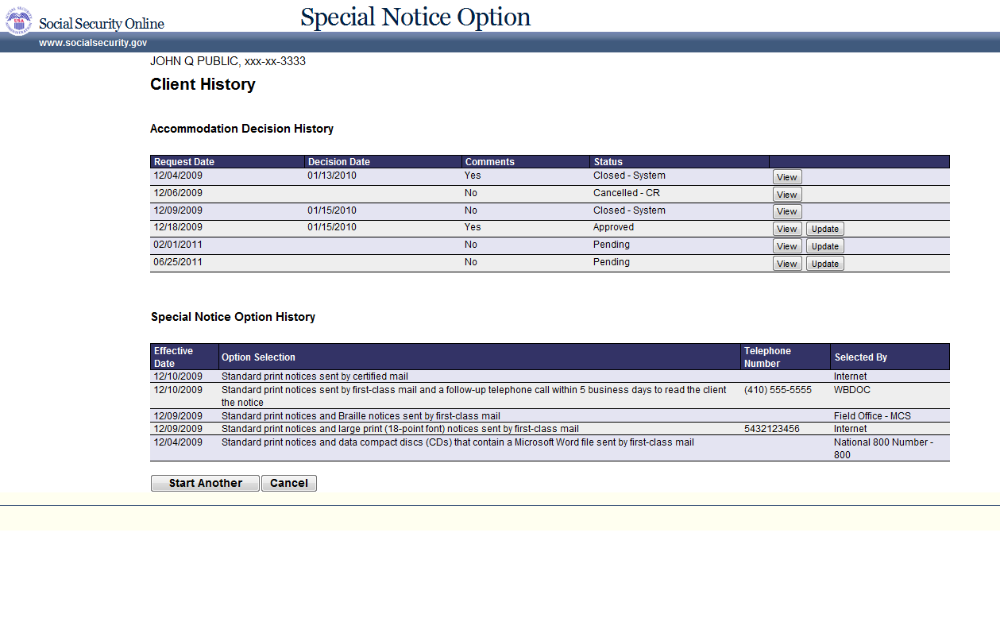 Social Security Online
Special Notice Option
USA
www.socialsecurity.gov
JOHN Q PUBLIC, xxx-xx-3333
Client History
Accommodation Decision History
Request Date Decision Date Comments Status
12/04/2009 01/13/2010 Yes Closed - System View
12/06/2009 No Cancelled - CR View
12/09/2009 01/15/2010 No Closed - System View
12/18/2009 01/15/2010 Yes Approved View Update
02/01/2011 No Pending View Update
06/25/2011 No Pending View Update
Special Notice Option History
Effective Date Option Selection Telephone Number Selected By
12/10/2009 Standard print notices sent by certified mail Internet
12/10/2009 Standard print notices sent by first-class mail and a follow-up telephone call within 5 business days to read the client (410) 555-5555 WBDOC
the notice
12/09/2009 Standard print notices and Braille notices sent by first-class mail Field Office - MCS
12/09/2009 Standard print notices and large print (18-point font) notices sent by first-class mail 5432123456 Internet
12/04/2009 Standard print notices and data compact discs (CDs) that contain a Microsoft Word file sent by first-class mail National 800 Number -
800
Start Another Cancel